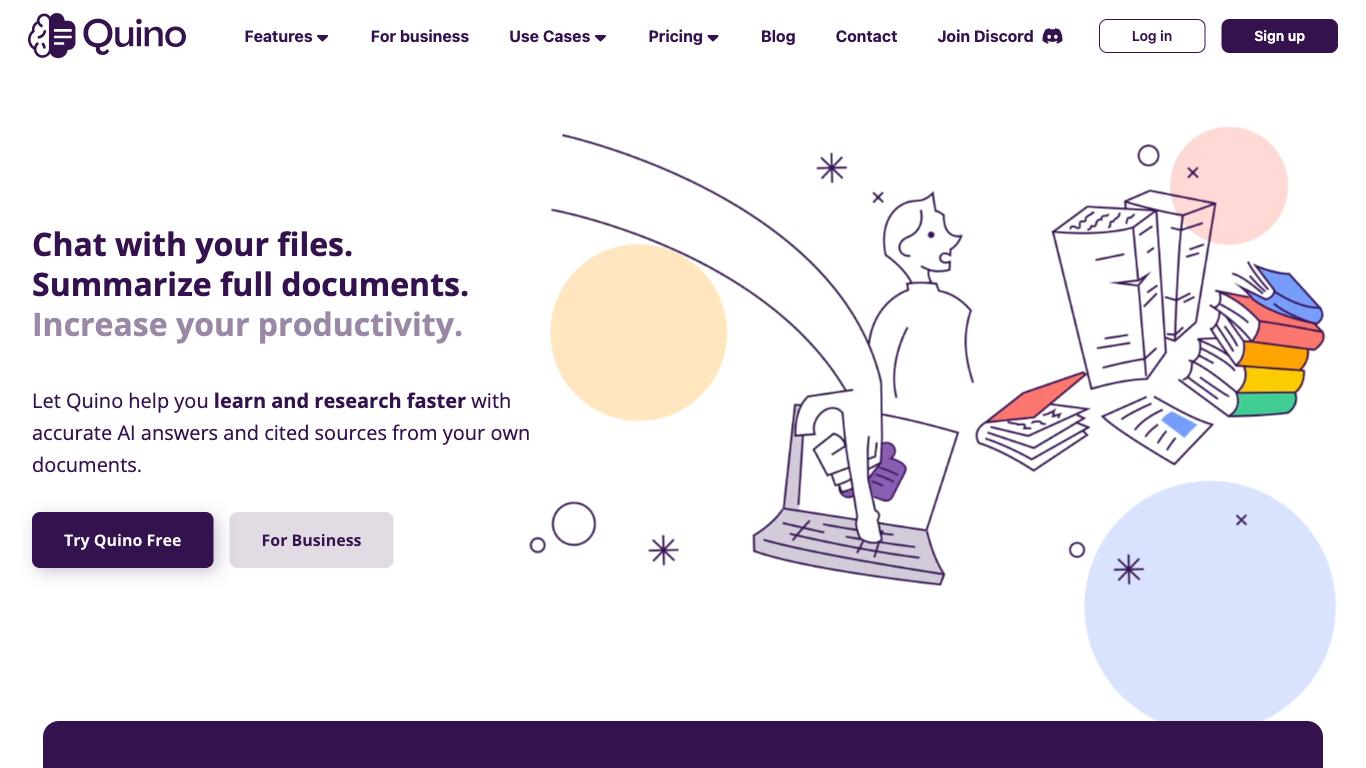 Quino
Features
For business
Use Cases
Pricing
Blog
Contact
Join Discord
Log in
Sign up
Chat with your files.
Summarize full documents.
Increase your productivity.
Let Quino help you learn and research faster with
accurate AI answers and cited sources from your own
documents.
Try Quino Free
For Business